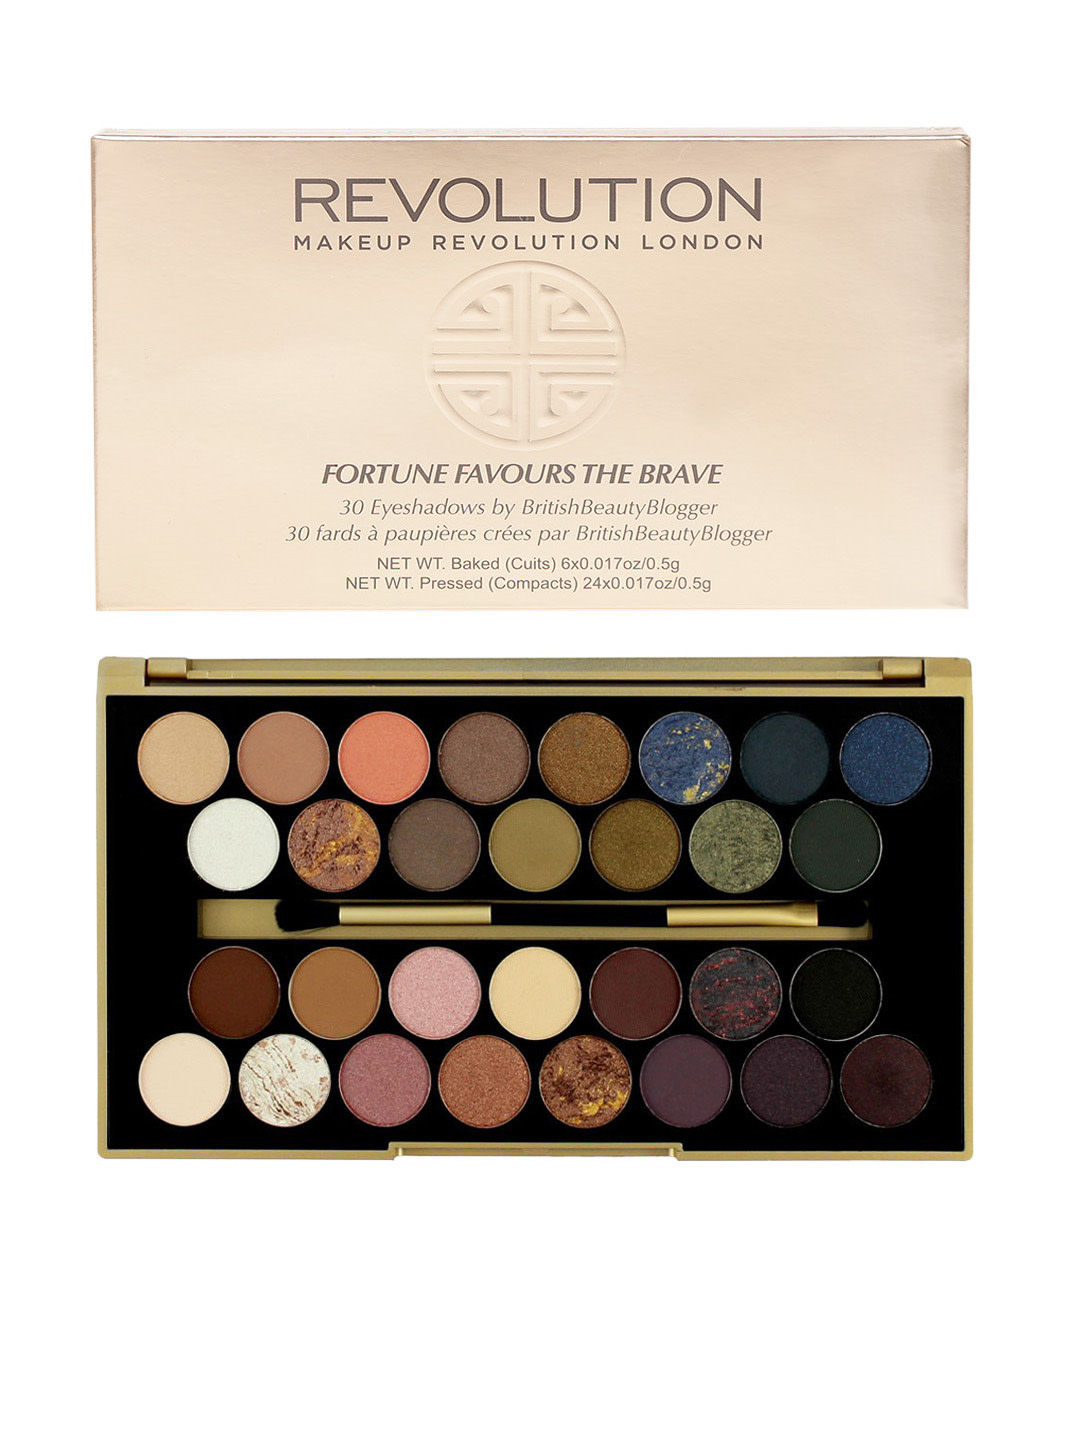 REVOLUTION
MAKEUP REVOLUTION LONDON
FORTUNE FAVOURS THE BRAVE
30 Eyeshadows by BritishBeautyBlogger
30 fards à paupières crées par BritishBeautyBlogger
NET WT. Baked (Cuits) 6x0.017oz/0.5g
NET WT. Pressed (Compacts) 24x0.017oz/0.5g